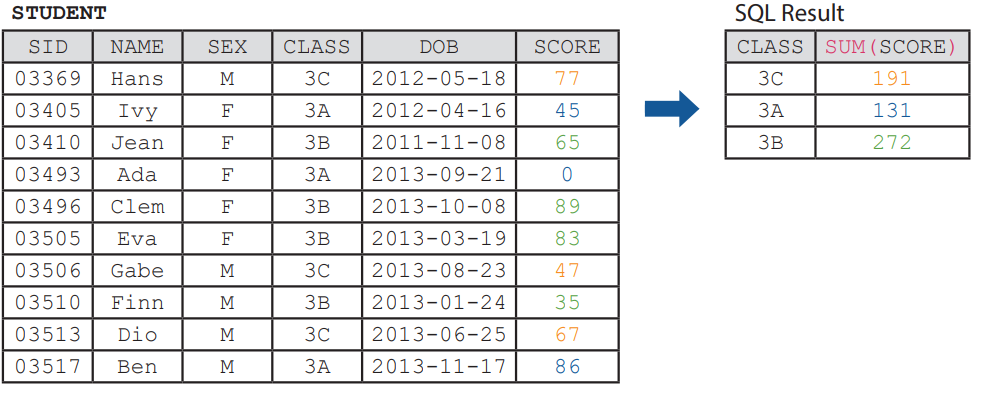 STUDENT
SID NAME SEX CLASS DOB SCORE
03369 Hans M 3C 2012-05-18 77
03405 Ivy F 3A 2012-04-16 45
03410 Jean F 3B 2011-11-08 65
03493 Ada F 3A 2013-09-21 0
03496 Clem F 3B 2013-10-08 89
03505 Eva F 3B 2013-03-19 83
03506 Gabe M 3C 2013-08-23 47
03510 Finn M 3B 2013-01-24 35
03513 Dio M 3C 2013-06-25 67
03517 Ben M 3A 2013-11-17 86
SQL Result
CLASS SUM(SCORE)
3C 191
3A 131
3B 272